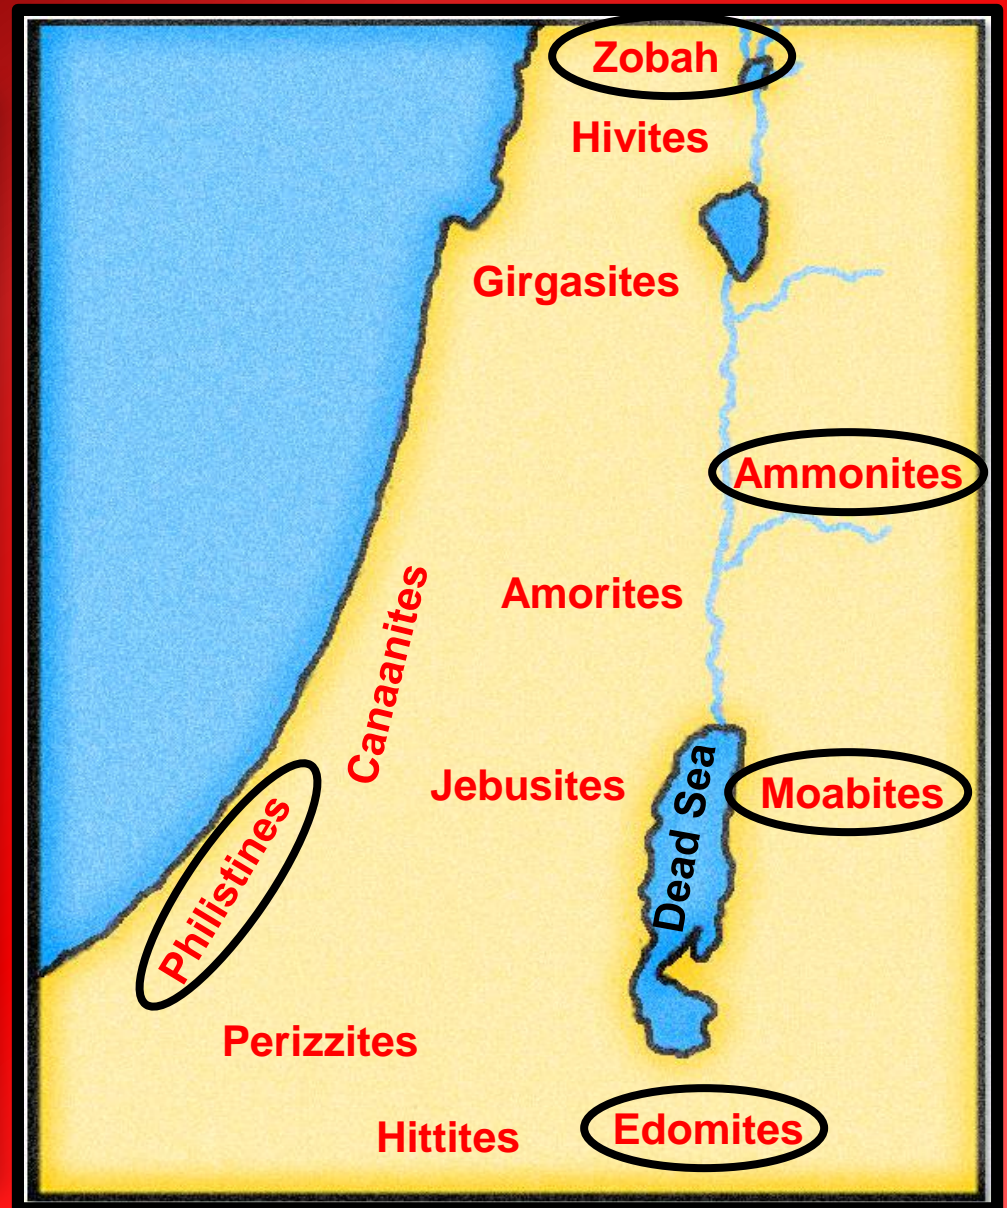 Zobah
Hivites
Girgasites
Ammonites
Amorites
Canaanites
Jebusites
Dead Sea
Moabites
Philistines
Perizzites
Hittites
Edomites